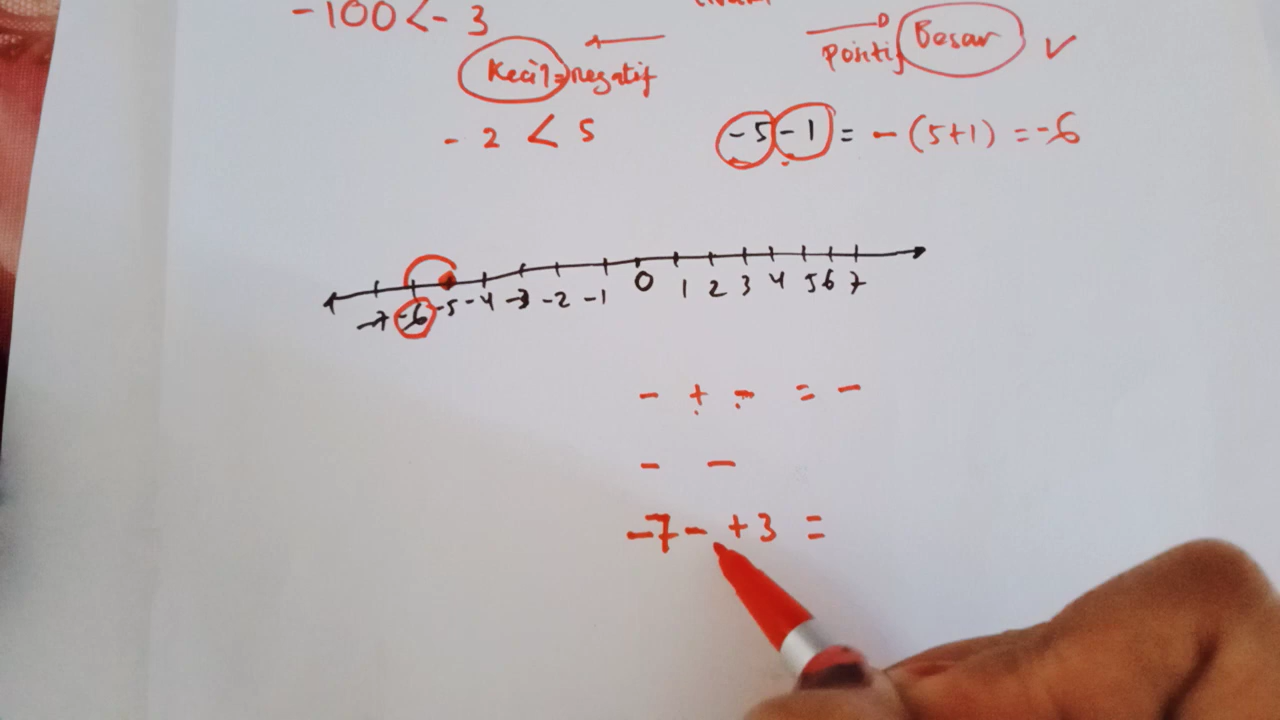 -100 < - 3
Kecil = negatif
Positif Besar ✓
- 2 < 5
-5 -1 = - (5+1) = -6
-7 -6 -5 -4 -3 -2 -1 0 1 2 3 4 5 6 7
- + - = -
- -
-7 - +3 =